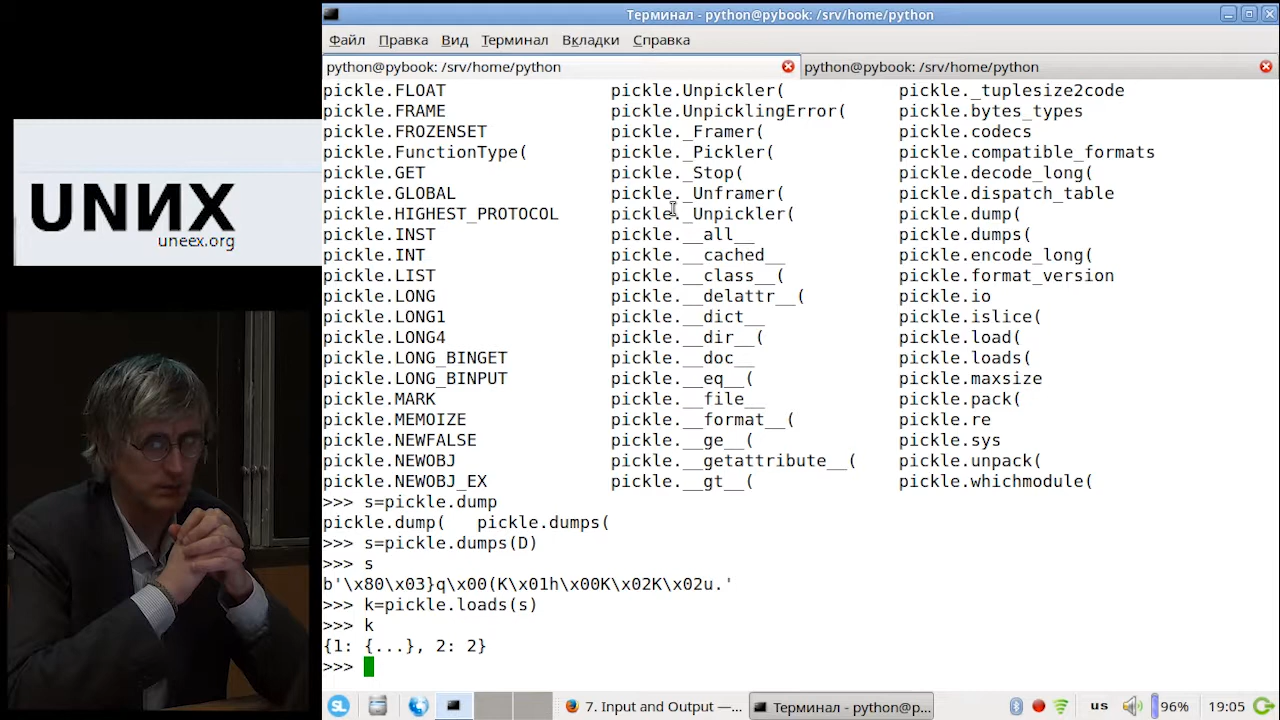 Терминал - python@pybook: /srv/home/python
Файл Правка Вид Терминал Вкладки Справка
python@pybook: /srv/home/python python@pybook: /srv/home/python
UNИX
uneex.org
pickle.FLOAT pickle.Unpickler( pickle._tuplesize2code
pickle.FRAME pickle.UnpicklingError( pickle.bytes_types
pickle.FROZENSET pickle._Framer( pickle.codecs
pickle.FunctionType( pickle._Pickler( pickle.compatible_formats
pickle.GET pickle._Stop( pickle.decode_long(
pickle.GLOBAL pickle._Unframer( pickle.dispatch_table
pickle.HIGHEST_PROTOCOL pickle._Unpickler( pickle.dump(
pickle.INST pickle.__all__ pickle.dumps(
pickle.INT pickle.__cached__ pickle.encode_long(
pickle.LIST pickle.__class__( pickle.format_version
pickle.LONG pickle.__delattr__( pickle.io
pickle.LONG1 pickle.__dict__ pickle.islice(
pickle.LONG4 pickle.__dir__( pickle.load(
pickle.LONG_BINGET pickle.__doc__ pickle.loads(
pickle.LONG_BINPUT pickle.__eq__( pickle.maxsize
pickle.MARK pickle.__file__ pickle.pack(
pickle.MEMOIZE pickle.__format__( pickle.re
pickle.NEWFALSE pickle.__ge__( pickle.sys
pickle.NEWOBJ pickle.__getattribute__( pickle.unpack(
pickle.NEWOBJ_EX pickle.__gt__( pickle.whichmodule(
>>> s=pickle.dump
pickle.dump( pickle.dumps(
>>> s=pickle.dumps(D)
>>> s
b'\x80\x03}q\x00(K\x01h\x00K\x02K\x02u.'
>>> k=pickle.loads(s)
>>> k
{1: {...}, 2: 2}
>>>
7. Input and Output —... Терминал - python@p... us 96% 19:05